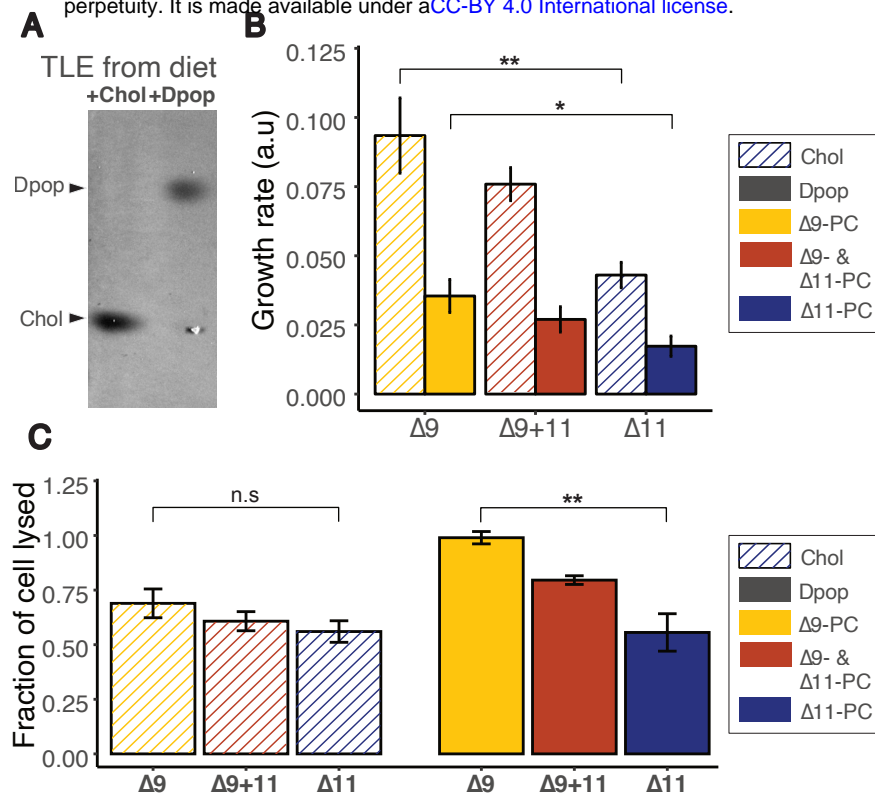 perpetuity. It is made available under aCC-BY 4.0 International license.
A
TLE from diet
+Chol+Dpop
Dpop ►
Chol ►
B
Growth rate (a.u)
0.125
0.100
0.075
0.050
0.025
0.000
**
*
Δ9
Δ9+11
Δ11
Chol
Dpop
Δ9-PC
Δ9- &
Δ11-PC
Δ11-PC
C
Fraction of cell lysed
1.25
1.00
0.75
0.50
0.25
0.00
n.s
**
Δ9
Δ9+11
Δ11
Δ9
Δ9+11
Δ11
Chol
Dpop
Δ9-PC
Δ9- &
Δ11-PC
Δ11-PC